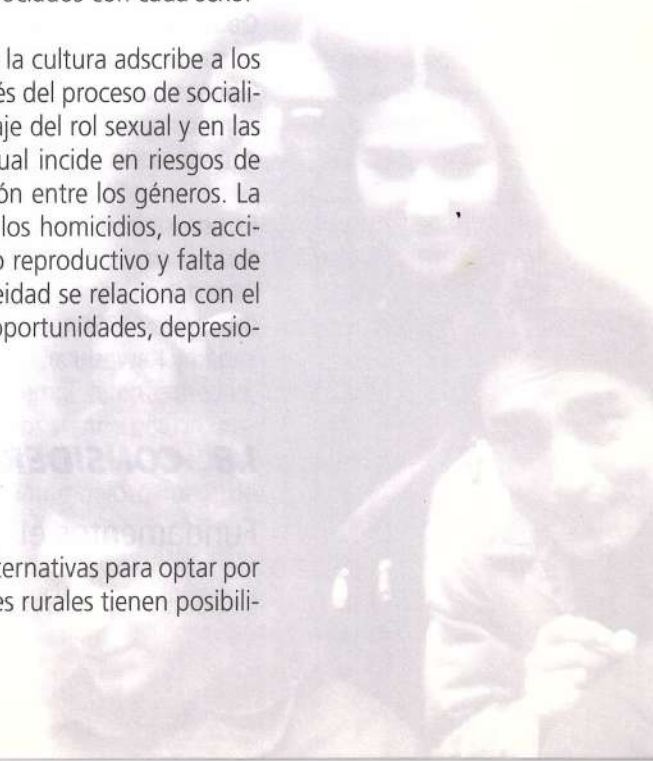 la cultura adscribe a los
és del proceso de sociali-
aje del rol sexual y en las
ual incide en riesgos de
ón entre los géneros. La
los homicidios, los acci-
o reproductivo y falta de
eidad se relaciona con el
oportunidades, depresio-
ternativas para optar por
es rurales tienen posibili-